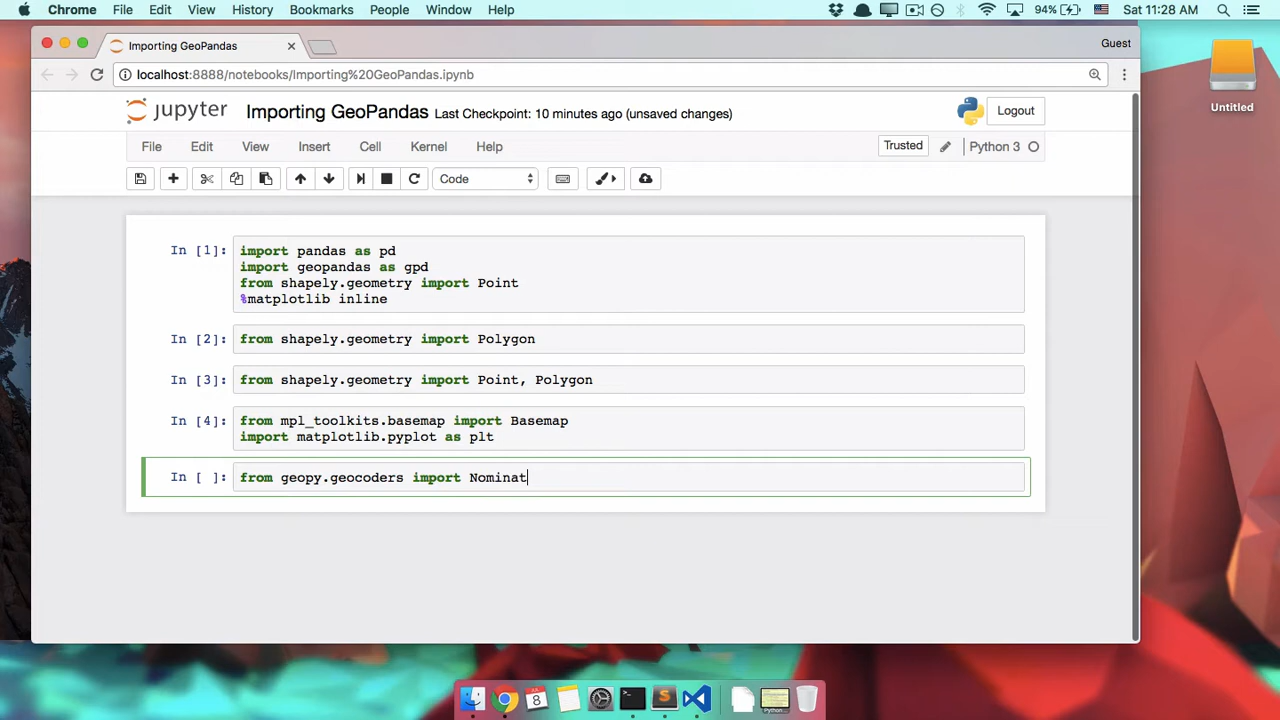 Chrome File Edit View History Bookmarks People Window Help 94% Sat 11:28 AM
Importing GeoPandas Guest
localhost:8888/notebooks/Importing%20GeoPandas.ipynb
Untitled
jupyter Importing GeoPandas Last Checkpoint: 10 minutes ago (unsaved changes) Logout
File Edit View Insert Cell Kernel Help Trusted Python 3
Code
In [1]: import pandas as pd
import geopandas as gpd
from shapely.geometry import Point
%matplotlib inline
In [2]: from shapely.geometry import Polygon
In [3]: from shapely.geometry import Point, Polygon
In [4]: from mpl_toolkits.basemap import Basemap
import matplotlib.pyplot as plt
In [ ]: from geopy.geocoders import Nominat
8